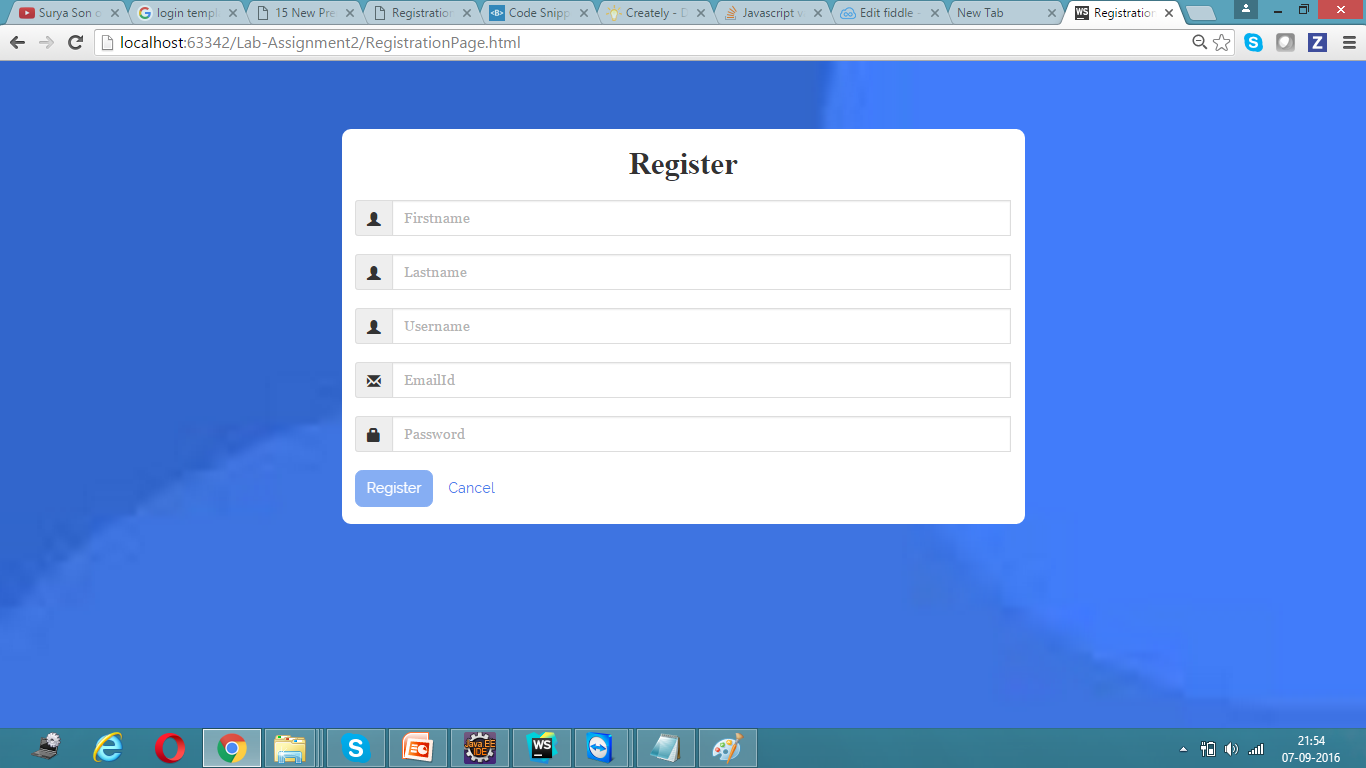 Surya Son o
login templ
15 New Pre
Registration
Code Snipp
Creately - D
Javascript v
Edit fiddle -
New Tab
WS Registration
localhost:63342/Lab-Assignment2/RegistrationPage.html
Z
Register
Firstname
Lastname
Username
EmailId
Password
Register Cancel
Java EE
IDE
WS
21:54
07-09-2016